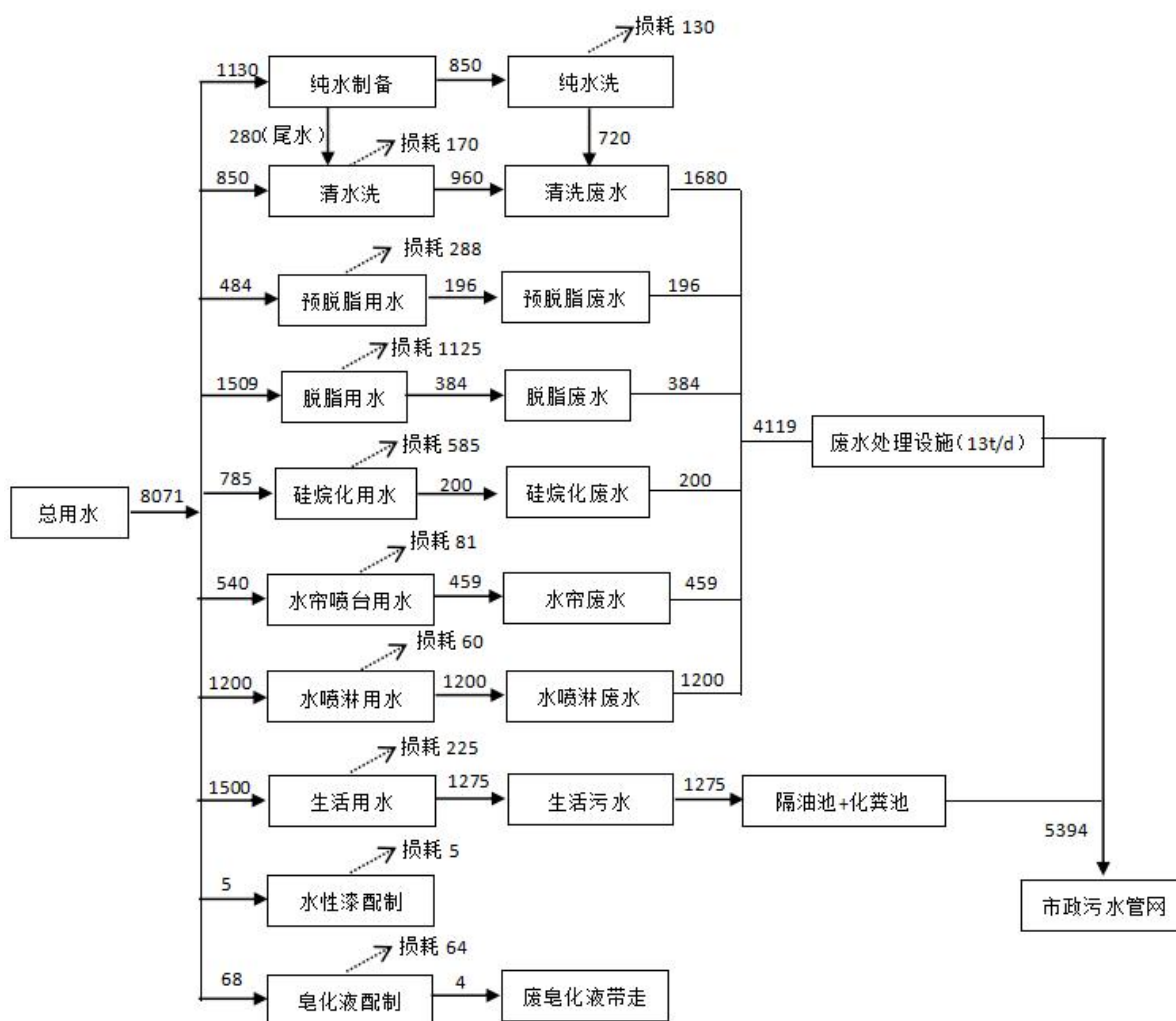 损耗 130
1130
纯水制备
850
纯水洗
280(尾水)
损耗 170
720
850
清水洗
960
清洗废水
1680
损耗 288
484
预脱脂用水
196
预脱脂废水
196
损耗 1125
1509
脱脂用水
384
脱脂废水
384
4119
废水处理设施(13t/d)
损耗 585
总用水
8071
785
硅烷化用水
200
硅烷化废水
200
损耗 81
540
水帘喷台用水
459
水帘废水
459
损耗 60
1200
水喷淋用水
1200
水喷淋废水
1200
损耗 225
1500
生活用水
1275
生活污水
1275
隔油池+化粪池
5394
市政污水管网
损耗 5
5
水性漆配制
损耗 64
68
皂化液配制
4
废皂化液带走